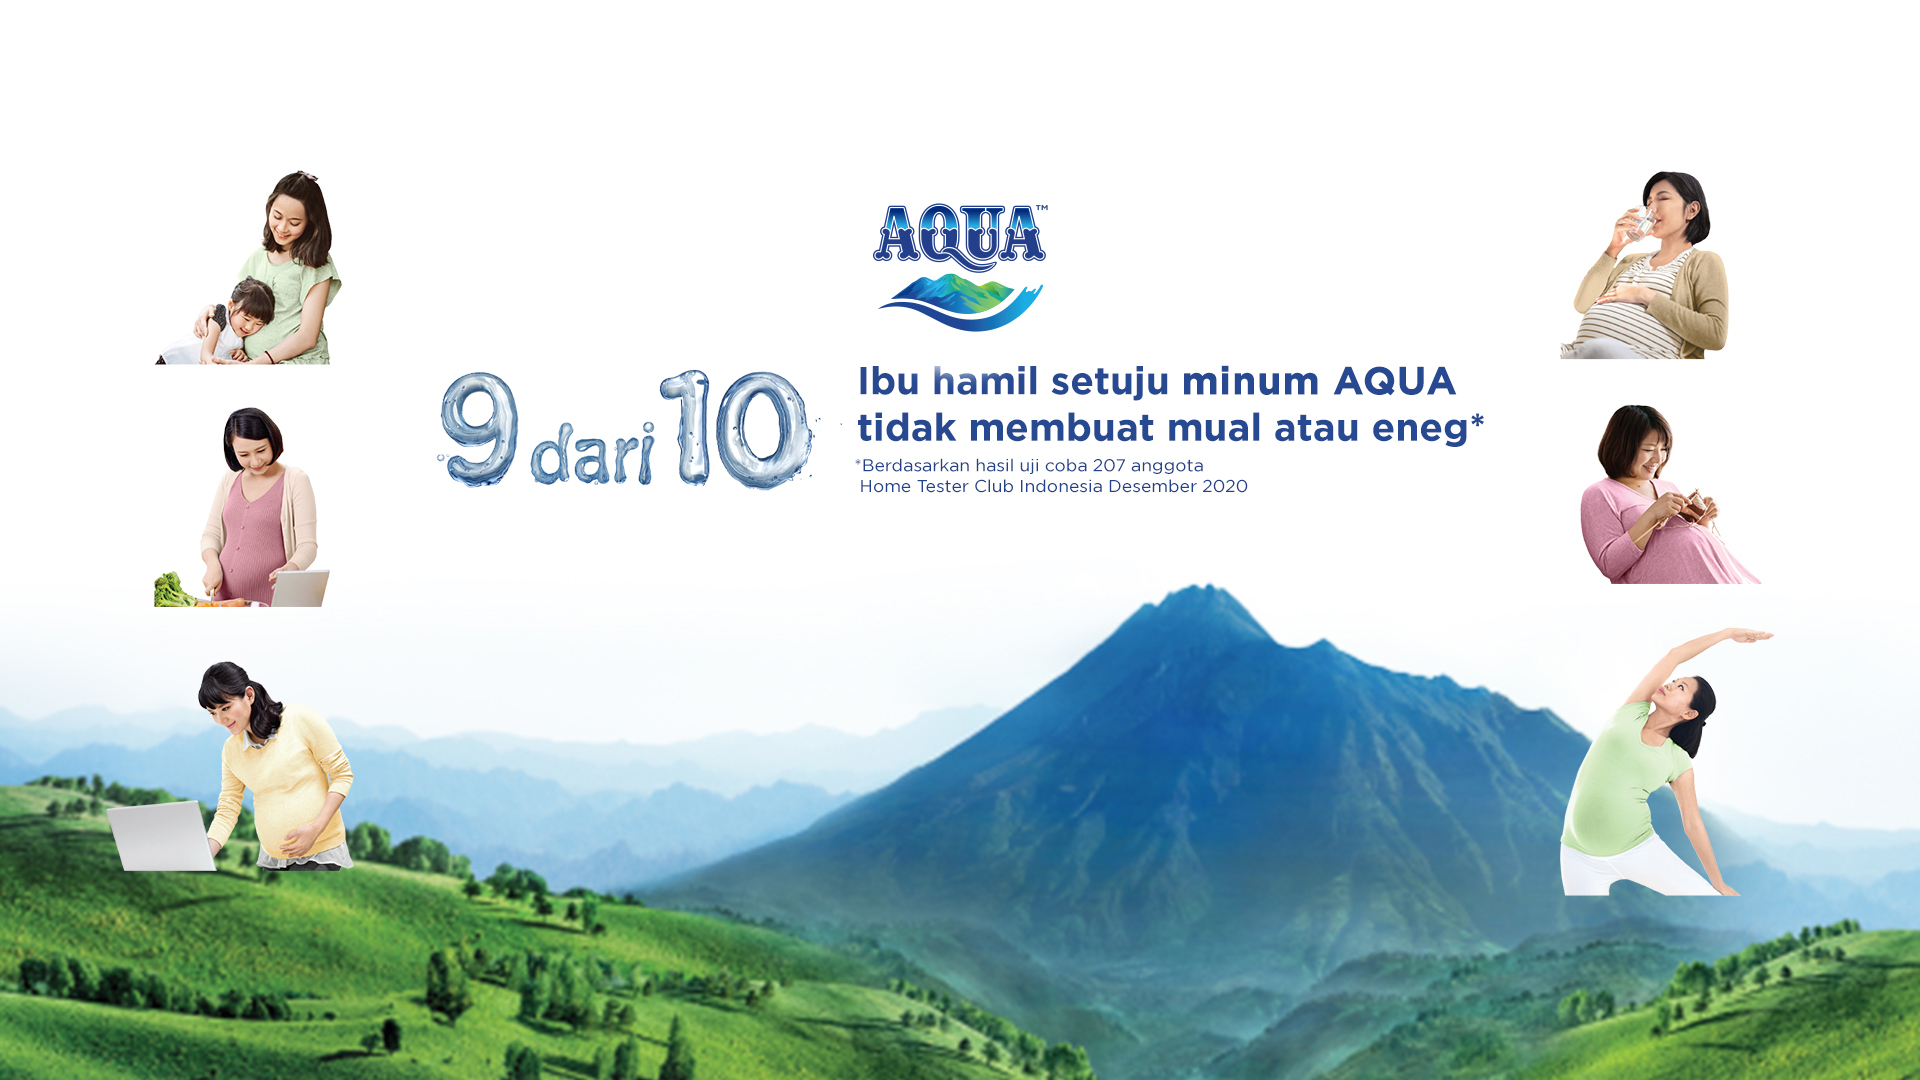 AQUA™
9 dari 10
Ibu hamil setuju minum AQUA
tidak membuat mual atau eneg*
*Berdasarkan hasil uji coba 207 anggota
Home Tester Club Indonesia Desember 2020